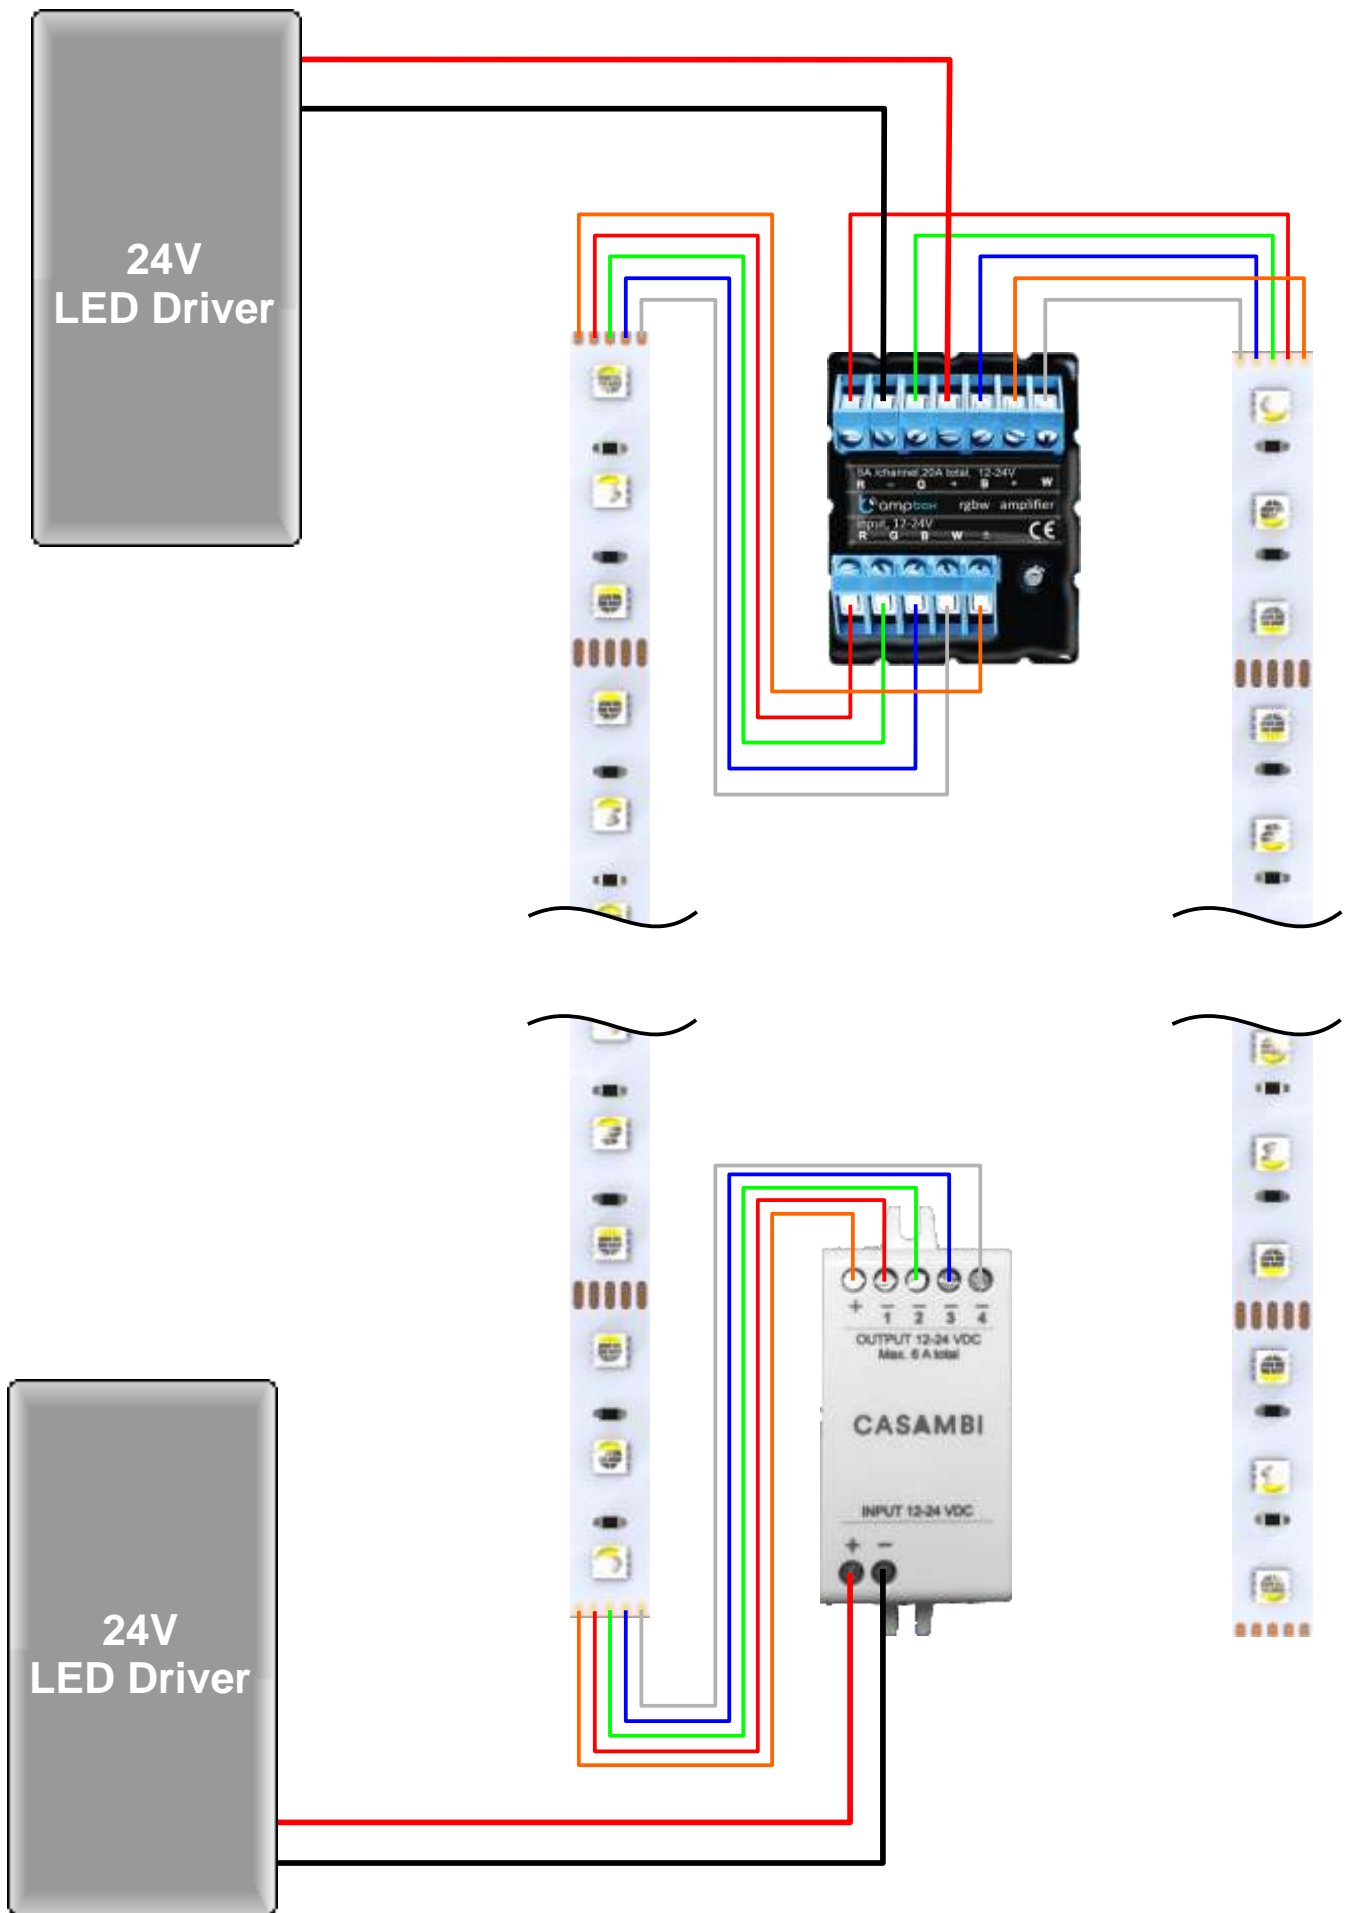 24V
LED Driver
5A /channel,20A total, 12-24V
R - G + B + W
ampbox rgbw amplifier
input, 12-24V
R G B W ±
CE
+ - - - -
1 2 3 4
OUTPUT 12-24 VDC
Max. 6 A total
CASAMBI
INPUT 12-24 VDC
+ -
24V
LED Driver